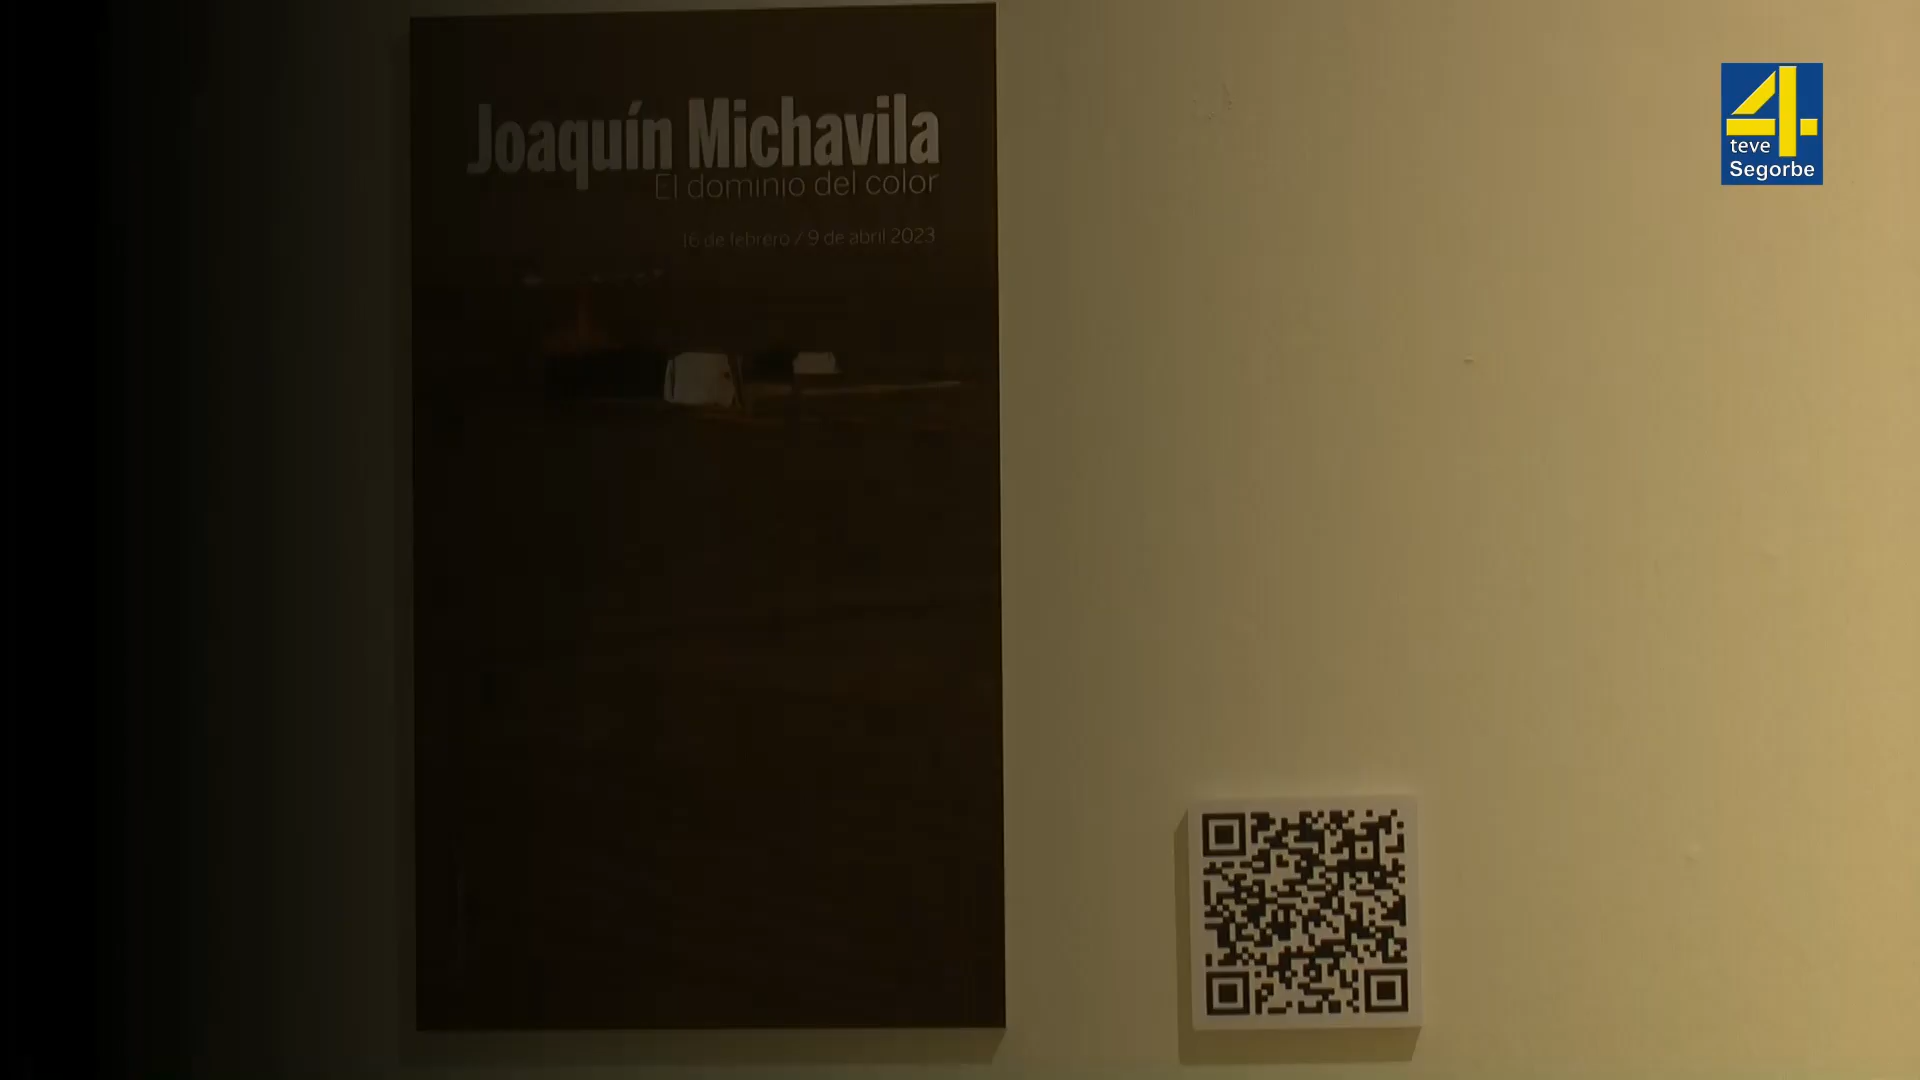 Joaquín Michavila
El dominio del color
16 de febrero / 9 de abril 2023
4
teve
Segorbe